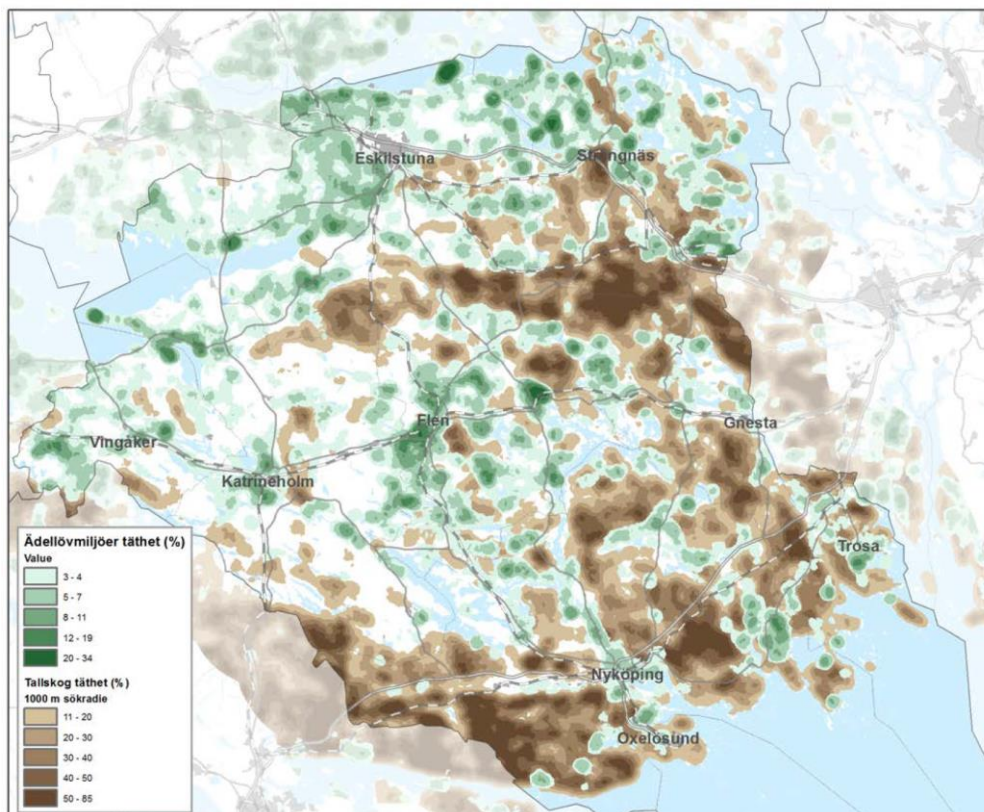 Eskilstuna
Strängnäs
Flen
Gnesta
Vingåker
Katrineholm
Trosa
Nyköping
Oxelösund
Ädellövmiljöer täthet (%)
Value
3 - 4
5 - 7
8 - 11
12 - 19
20 - 34
Tallskog täthet (%)
1000 m sökradie
11 - 20
20 - 30
30 - 40
40 - 50
50 - 85